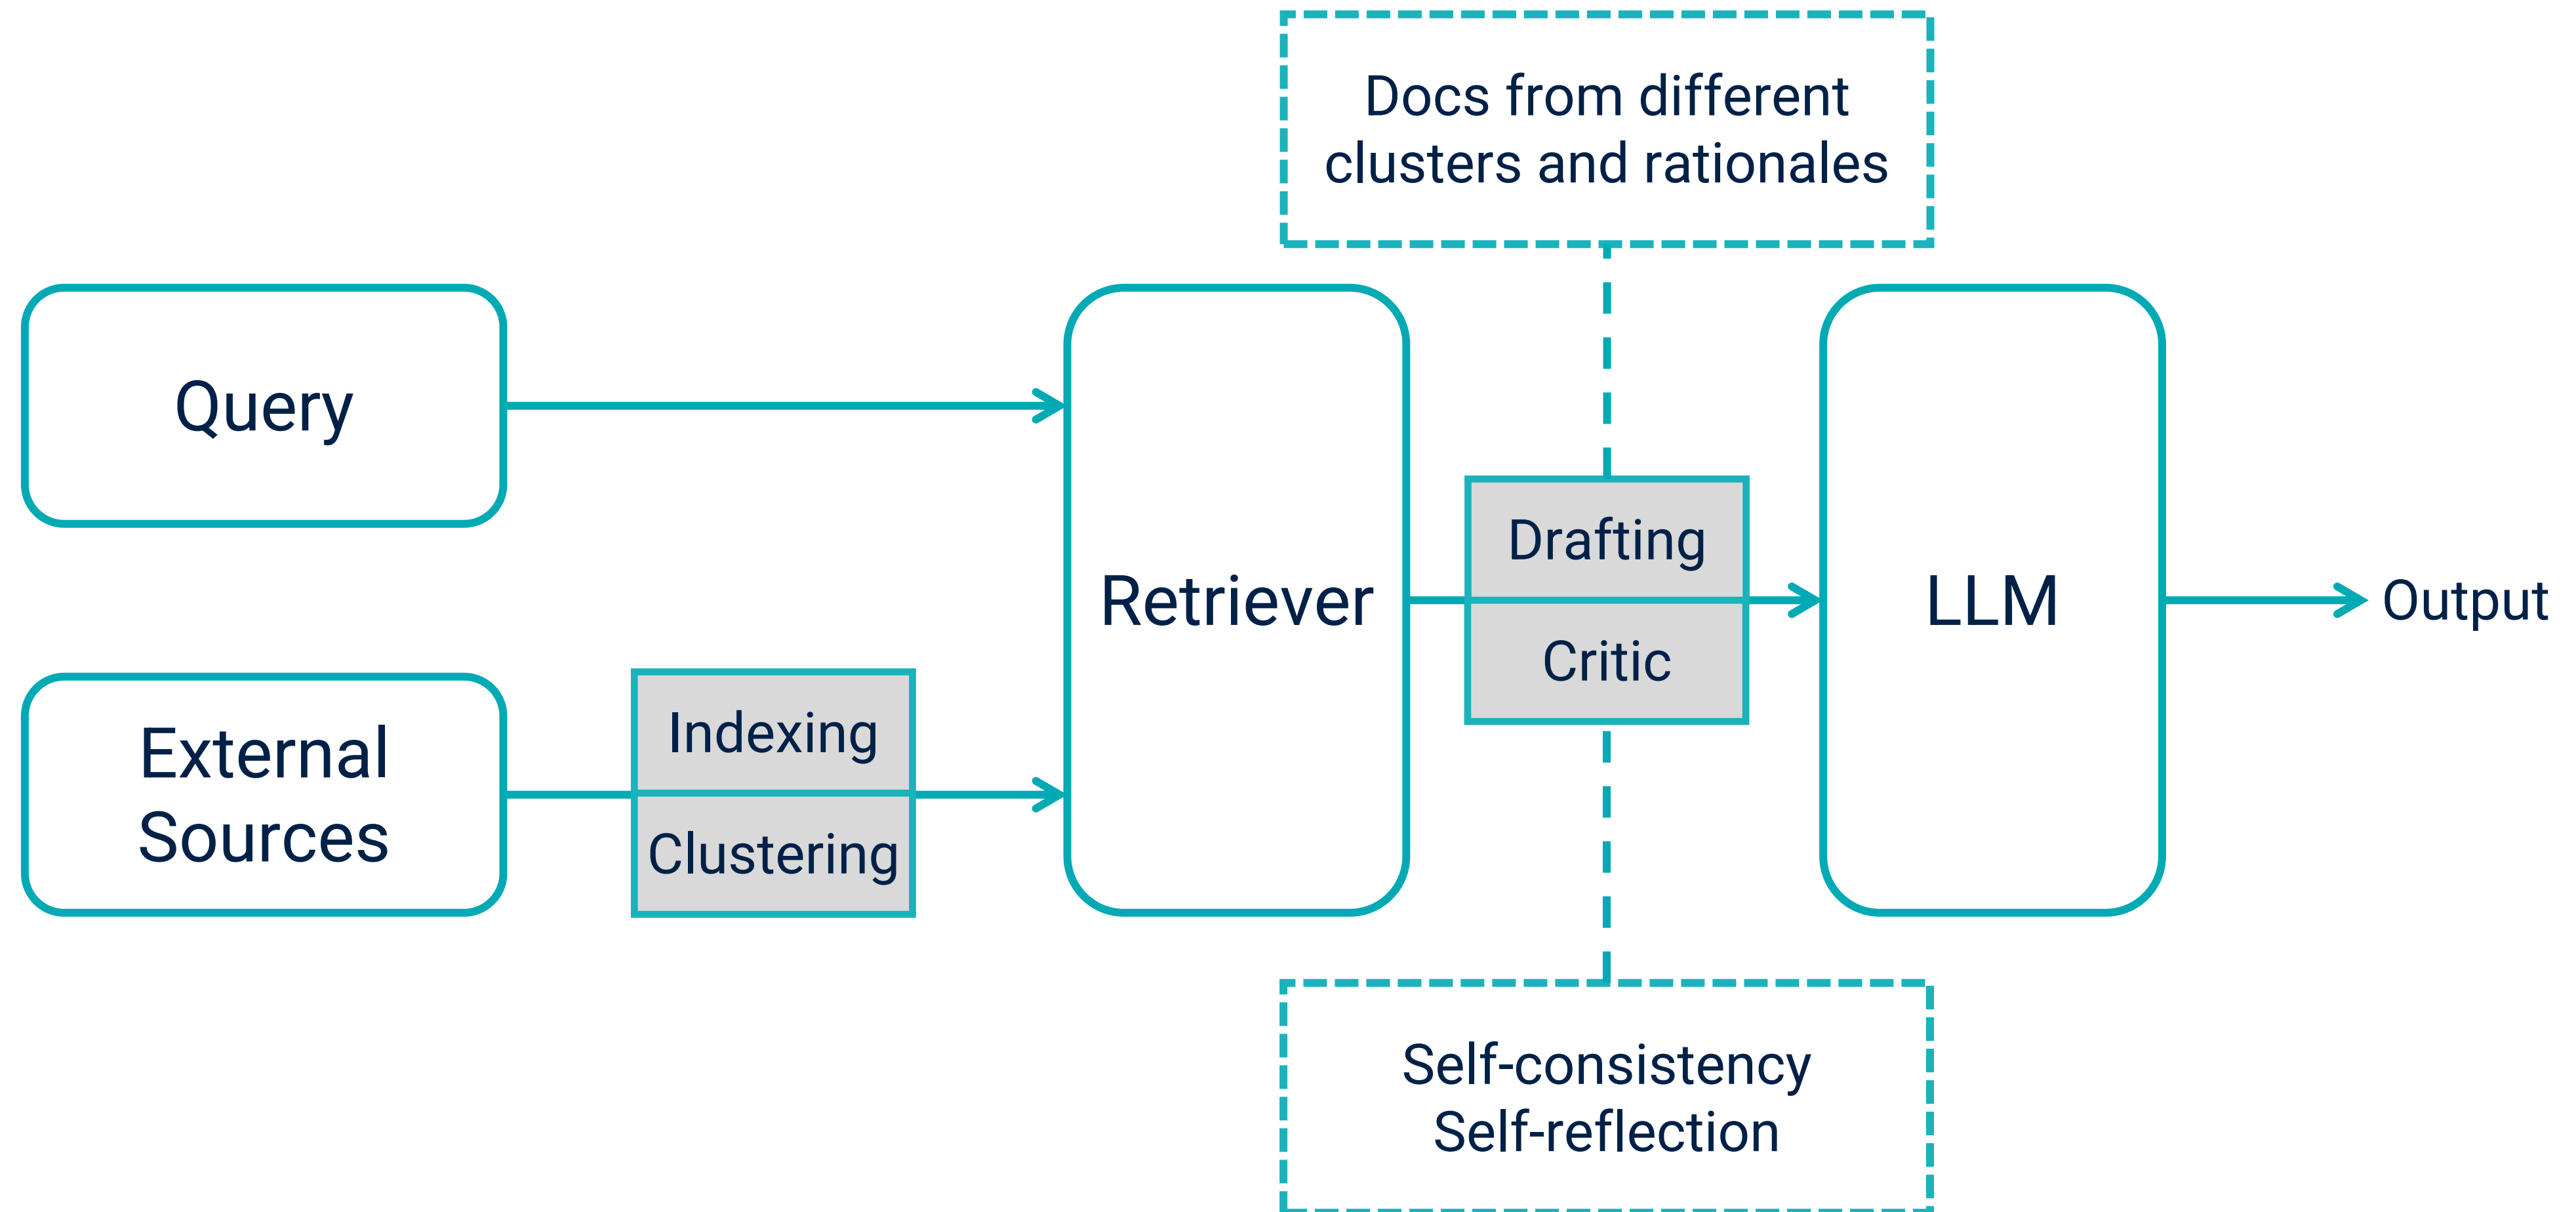 Docs from different
clusters and rationales
Query
Drafting
Retriever
LLM
Output
Critic
External
Sources
Indexing
Clustering
Self-consistency
Self-reflection